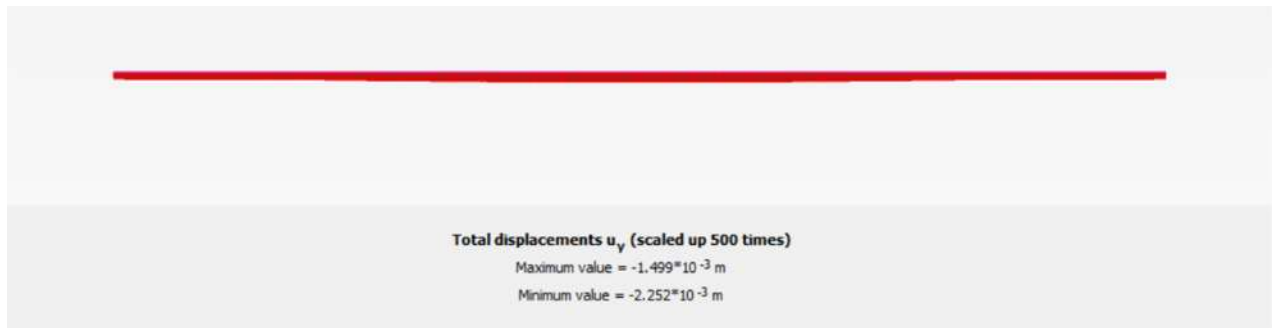 Total displacements uy (scaled up 500 times)
Maximum value = -1.499*10 -3 m
Minimum value = -2.252*10 -3 m